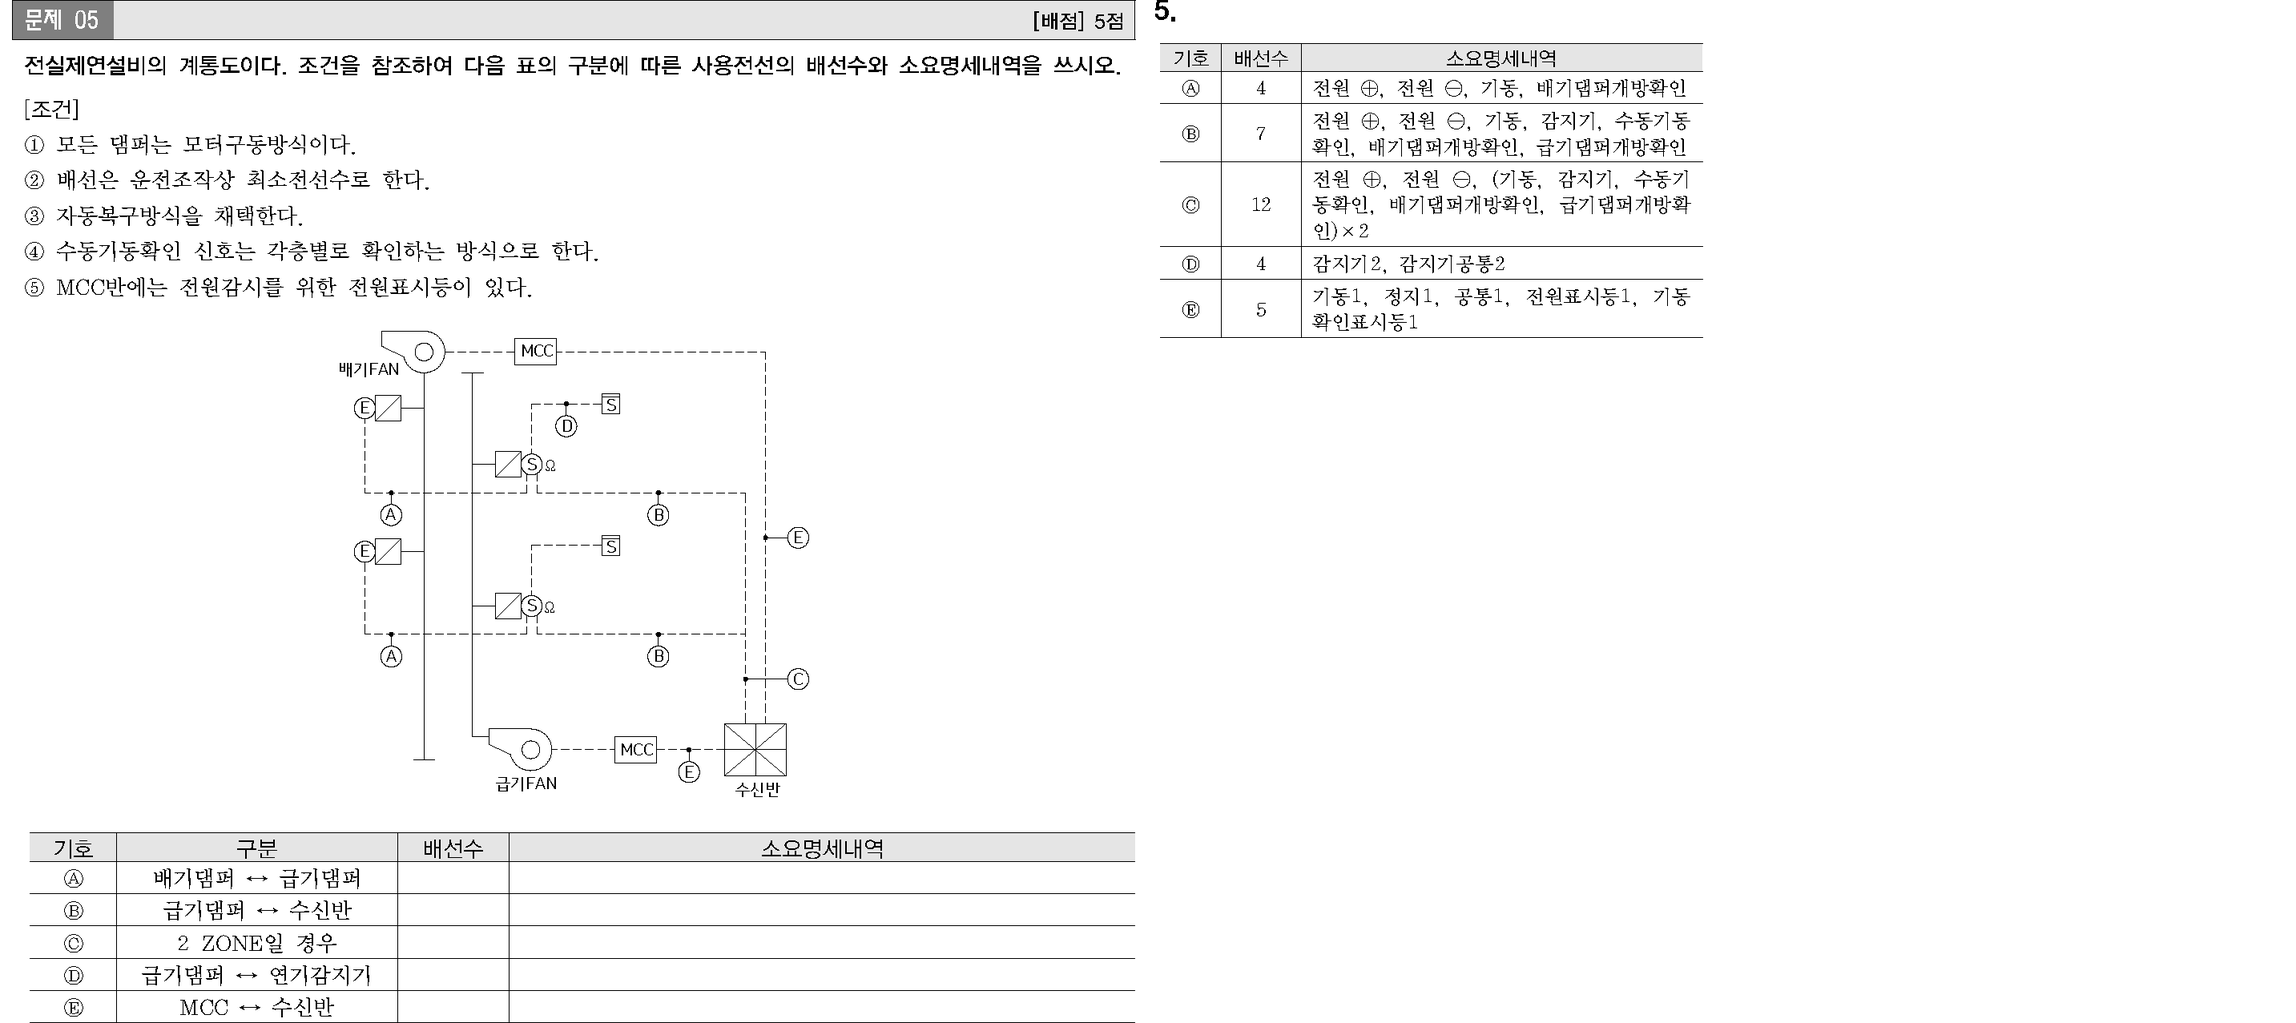 문제 05
[배점] 5점
전실제연설비의 계통도이다. 조건을 참조하여 다음 표의 구분에 따른 사용전선의 배선수와 소요명세내역을 쓰시오.
[조건]
① 모든 댐퍼는 모터구동방식이다.
② 배선은 운전조작상 최소전선수로 한다.
③ 자동복구방식을 채택한다.
④ 수동기동확인 신호는 각층별로 확인하는 방식으로 한다.
⑤ MCC반에는 전원감시를 위한 전원표시등이 있다.
MCC
배기FAN
Ⓔ
S
Ⓓ
Ⓢ Ω
Ⓐ
Ⓑ
Ⓔ
Ⓔ
S
Ⓢ Ω
Ⓐ
Ⓑ
Ⓒ
MCC
Ⓔ
급기FAN
수신반
기호 구분 배선수 소요명세내역
Ⓐ 배기댐퍼 ↔ 급기댐퍼
Ⓑ 급기댐퍼 ↔ 수신반
Ⓒ 2 ZONE일 경우
Ⓓ 급기댐퍼 ↔ 연기감지기
Ⓔ MCC ↔ 수신반
5.
기호 배선수 소요명세내역
Ⓐ 4 전원 ⊕, 전원 ⊖, 기동, 배기댐퍼개방확인
Ⓑ 7 전원 ⊕, 전원 ⊖, 기동, 감지기, 수동기동
확인, 배기댐퍼개방확인, 급기댐퍼개방확인
Ⓒ 12 전원 ⊕, 전원 ⊖, (기동, 감지기, 수동기
동확인, 배기댐퍼개방확인, 급기댐퍼개방확
인)×2
Ⓓ 4 감지기2, 감지기공통2
Ⓔ 5 기동1, 정지1, 공통1, 전원표시등1, 기동
확인표시등1